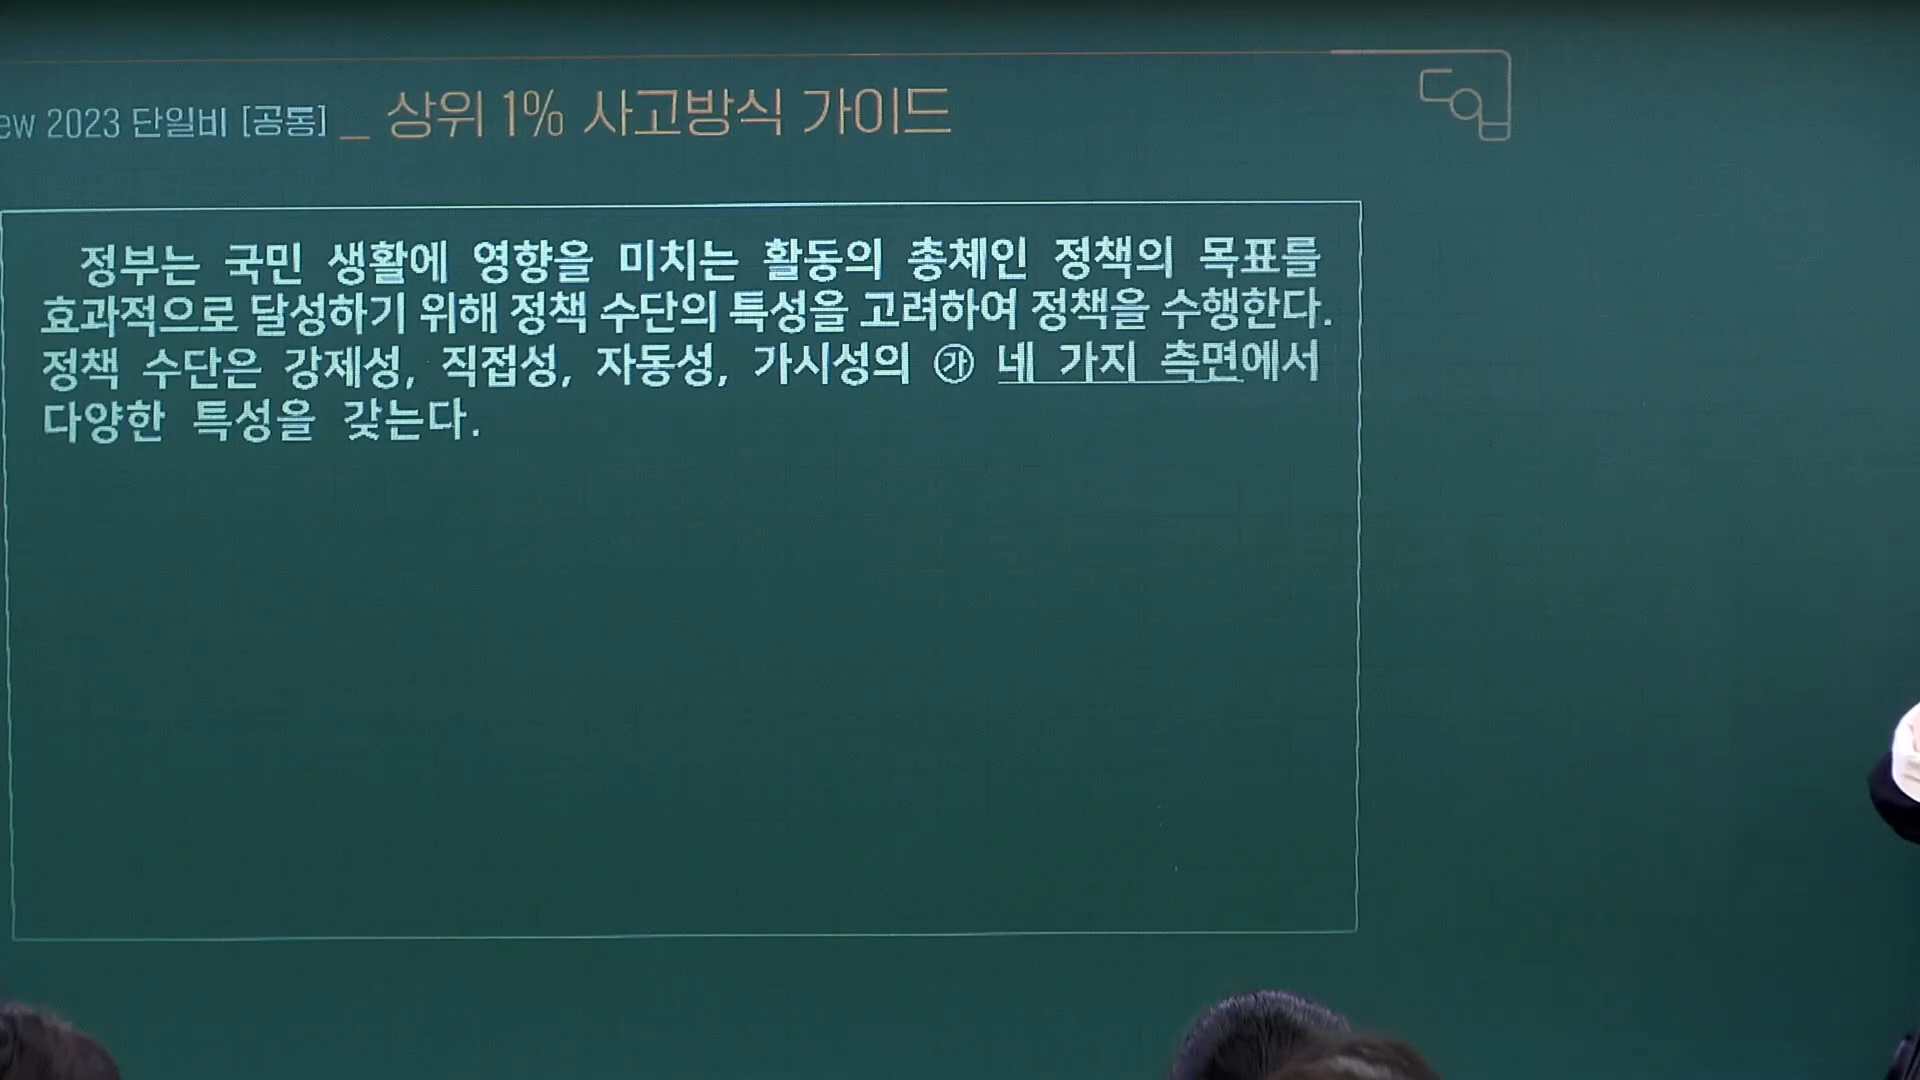 ew 2023 단일비 [공통] _ 상위 1% 사고방식 가이드
정부는 국민 생활에 영향을 미치는 활동의 총체인 정책의 목표를
효과적으로 달성하기 위해 정책 수단의 특성을 고려하여 정책을 수행한다.
정책 수단은 강제성, 직접성, 자동성, 가시성의 ㉮ 네 가지 측면에서
다양한 특성을 갖는다.